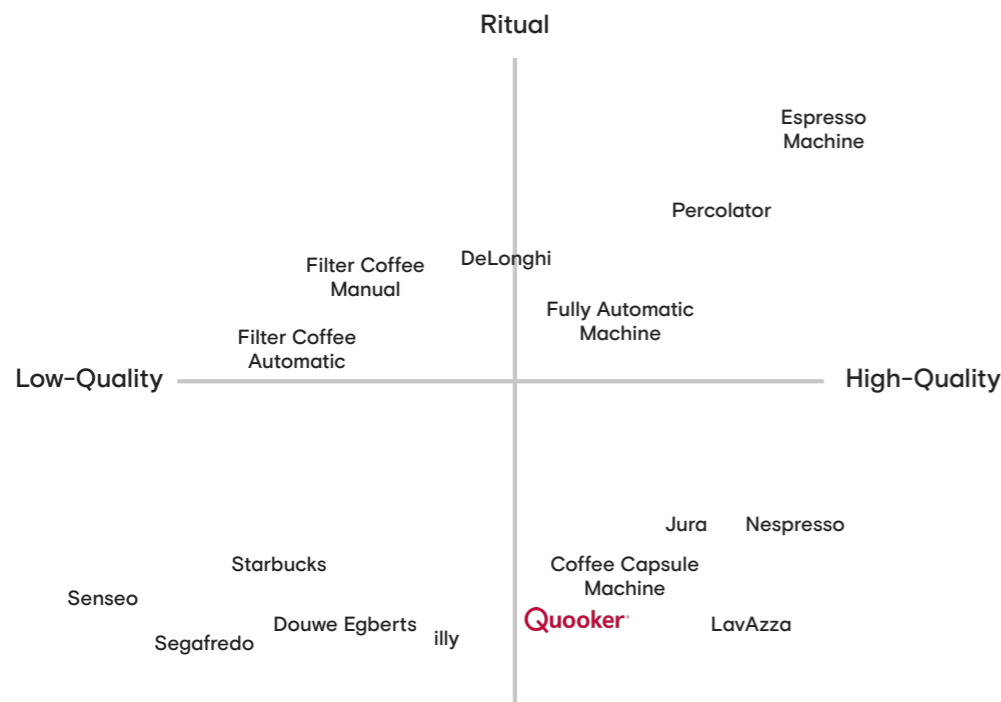 Ritual
Espresso
Machine
Percolator
DeLonghi
Filter Coffee
Manual
Fully Automatic
Machine
Filter Coffee
Automatic
Low-Quality
High-Quality
Jura
Nespresso
Starbucks
Coffee Capsule
Machine
Senseo
Quooker
Douwe Egberts
LavAzza
illy
Segafredo